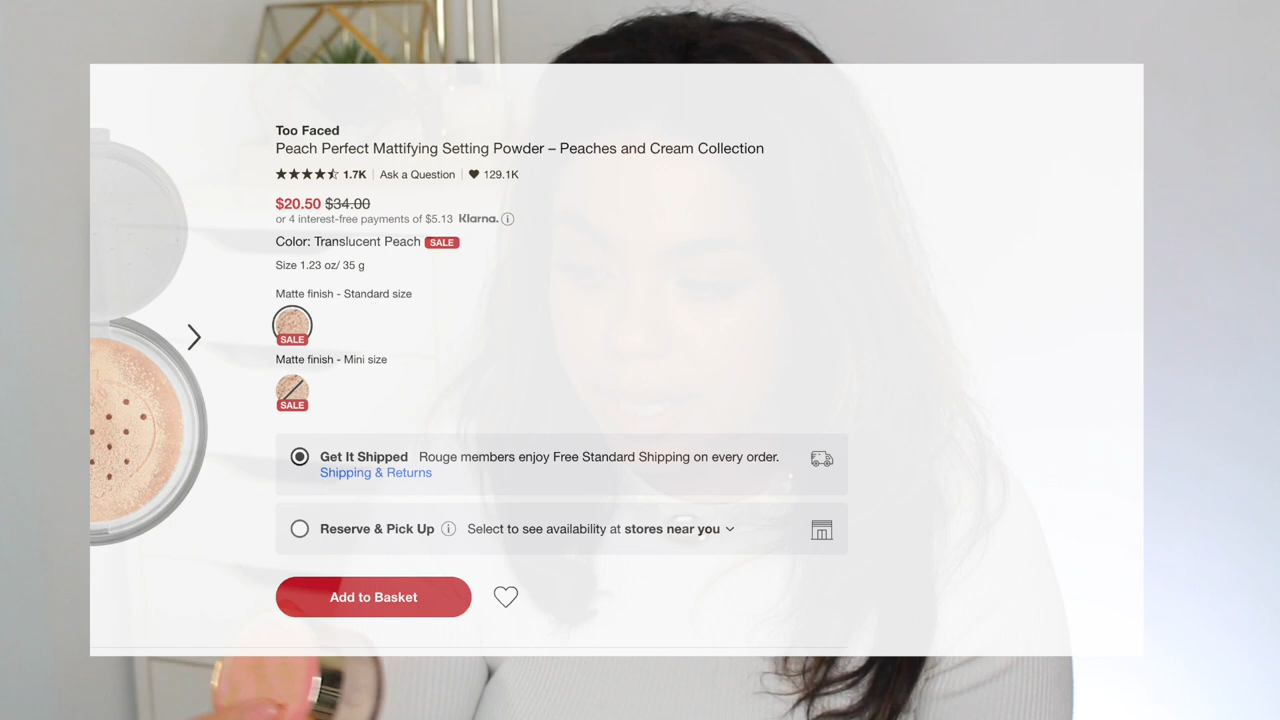 Too Faced
Peach Perfect Mattifying Setting Powder – Peaches and Cream Collection
1.7K Ask a Question 129.1K
$20.50 $34.00
or 4 interest-free payments of $5.13 Klarna.
Color: Translucent Peach SALE
Size 1.23 oz/ 35 g
Matte finish - Standard size
SALE
Matte finish - Mini size
SALE
Get It Shipped Rouge members enjoy Free Standard Shipping on every order.
Shipping & Returns
Reserve & Pick Up Select to see availability at stores near you
Add to Basket